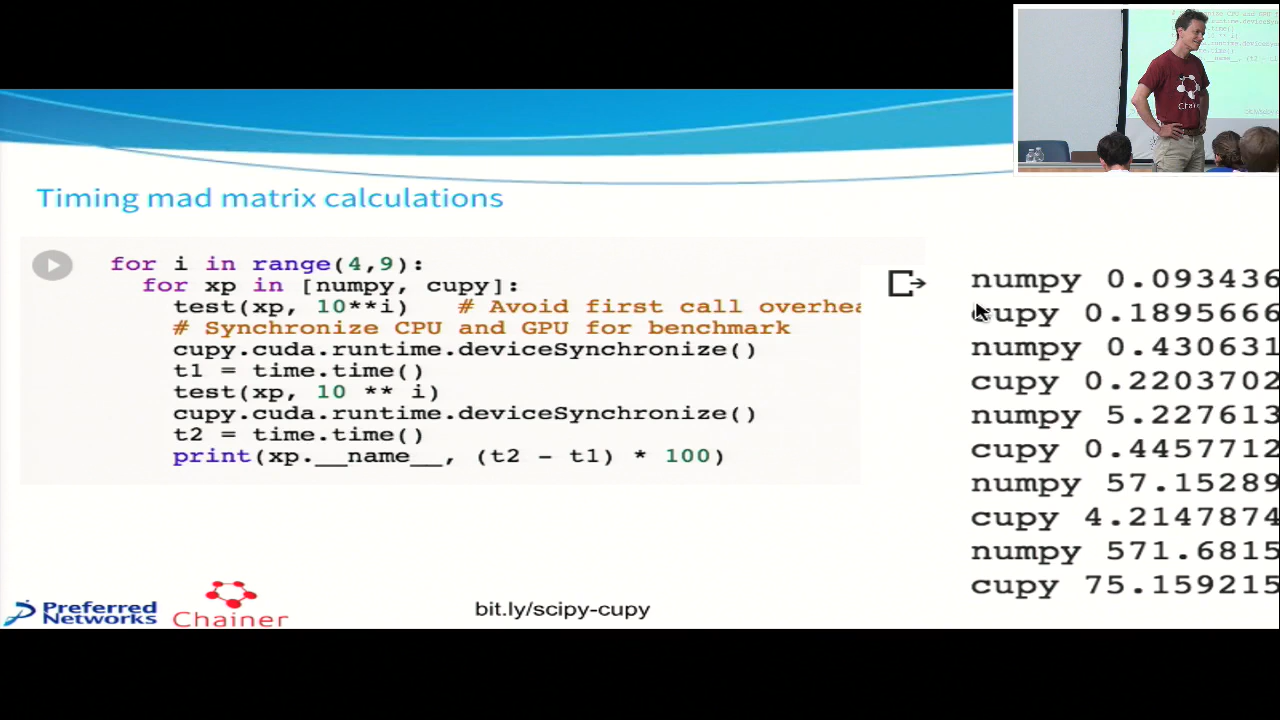 Timing mad matrix calculations
for i in range(4,9):
for xp in [numpy, cupy]:
test(xp, 10**i) # Avoid first call overhea
# Synchronize CPU and GPU for benchmark
cupy.cuda.runtime.deviceSynchronize()
t1 = time.time()
test(xp, 10 ** i)
cupy.cuda.runtime.deviceSynchronize()
t2 = time.time()
print(xp.__name__, (t2 - t1) * 100)
numpy 0.093436
cupy 0.1895666
numpy 0.430631
cupy 0.2203702
numpy 5.227613
cupy 0.4457712
numpy 57.15289
cupy 4.2147874
numpy 571.6815
cupy 75.159215
Preferred
Networks
Chainer
bit.ly/scipy-cupy